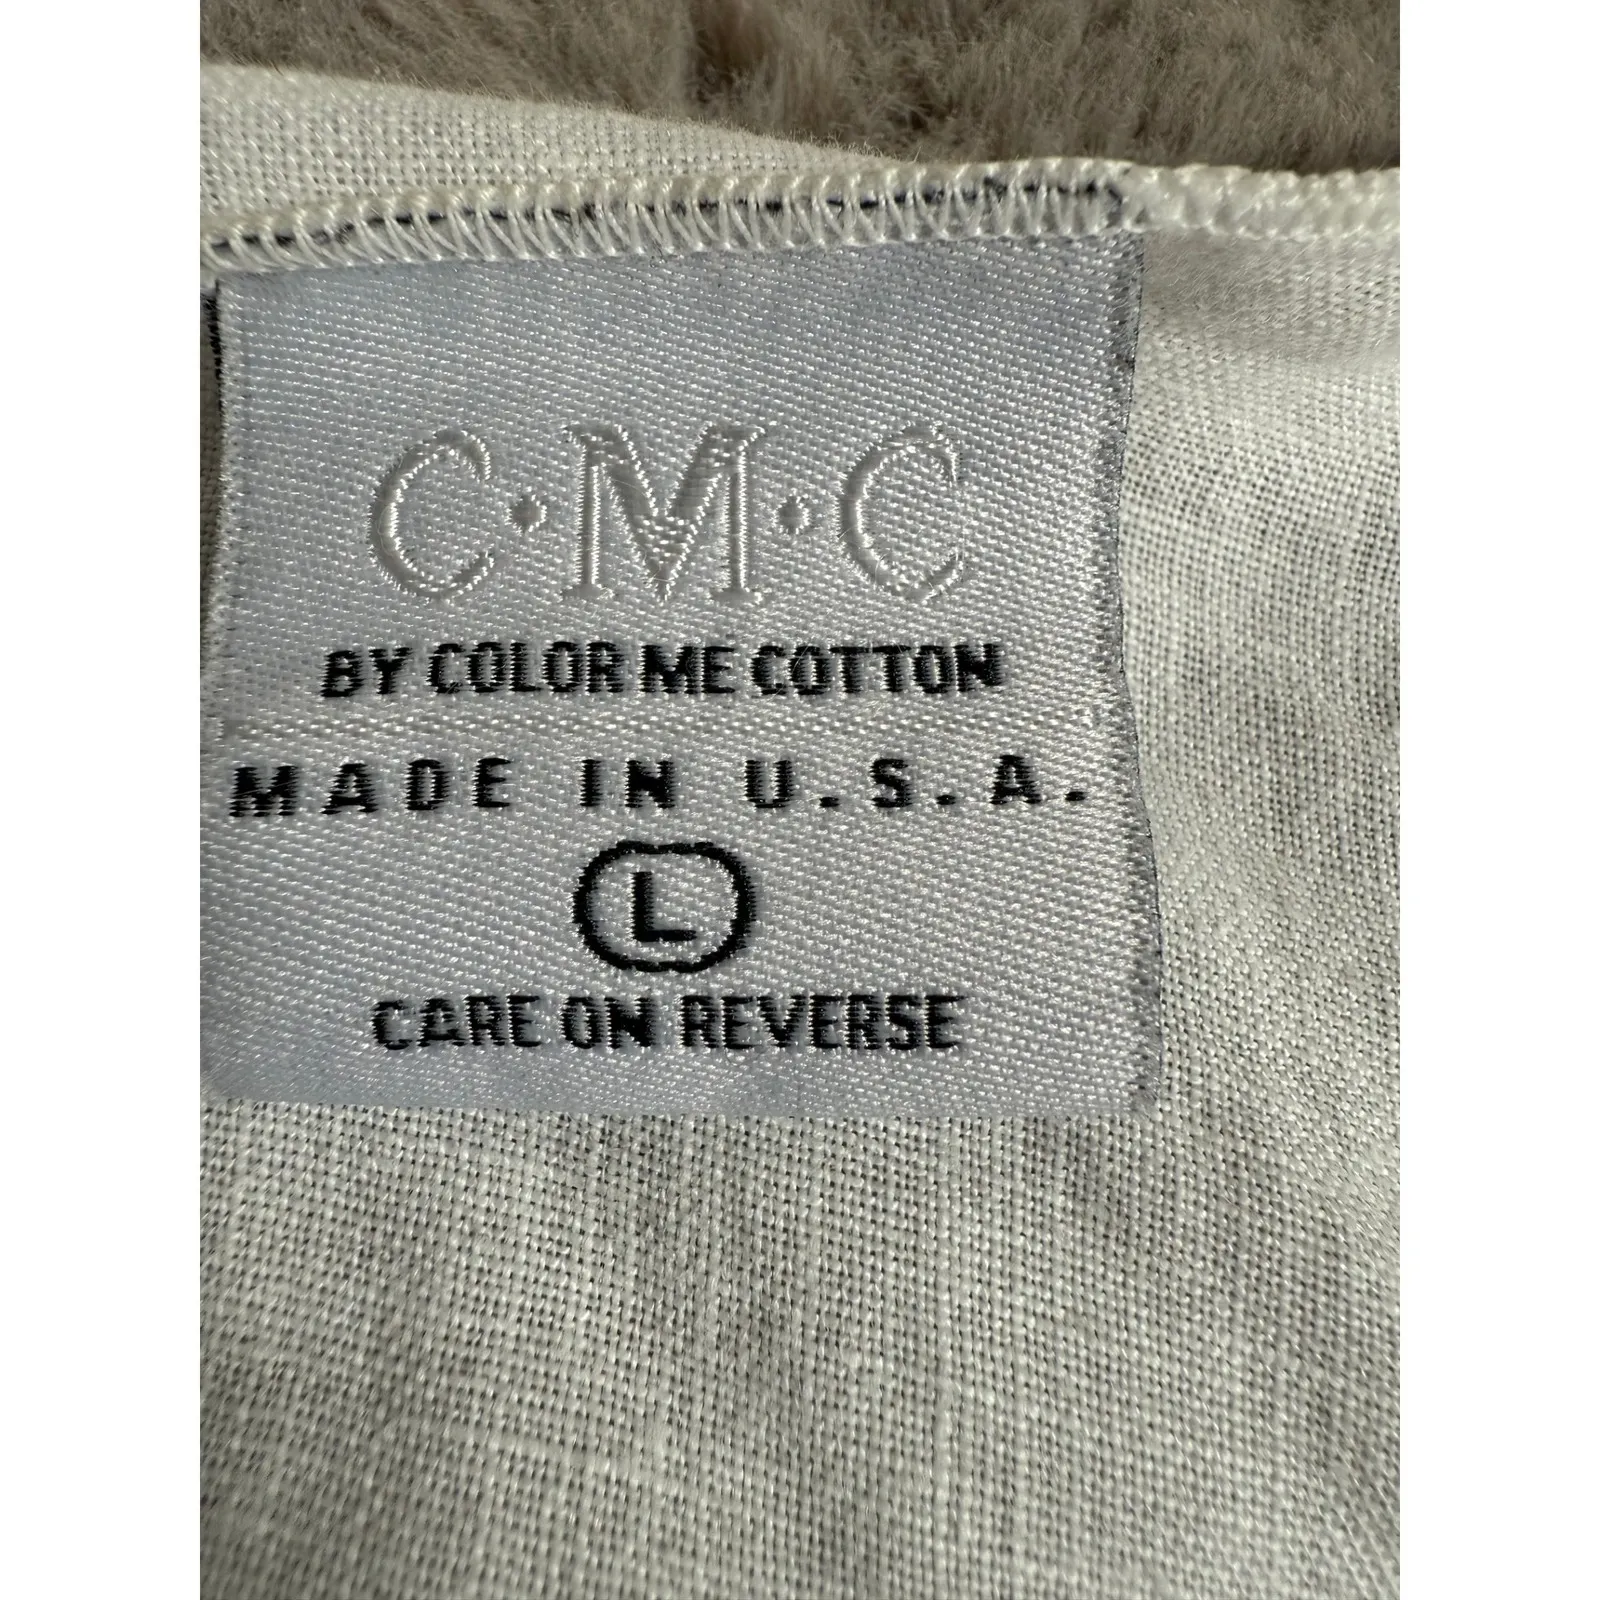 C·M·C
BY COLOR ME COTTON
MADE IN U.S.A.
L
CARE ON REVERSE